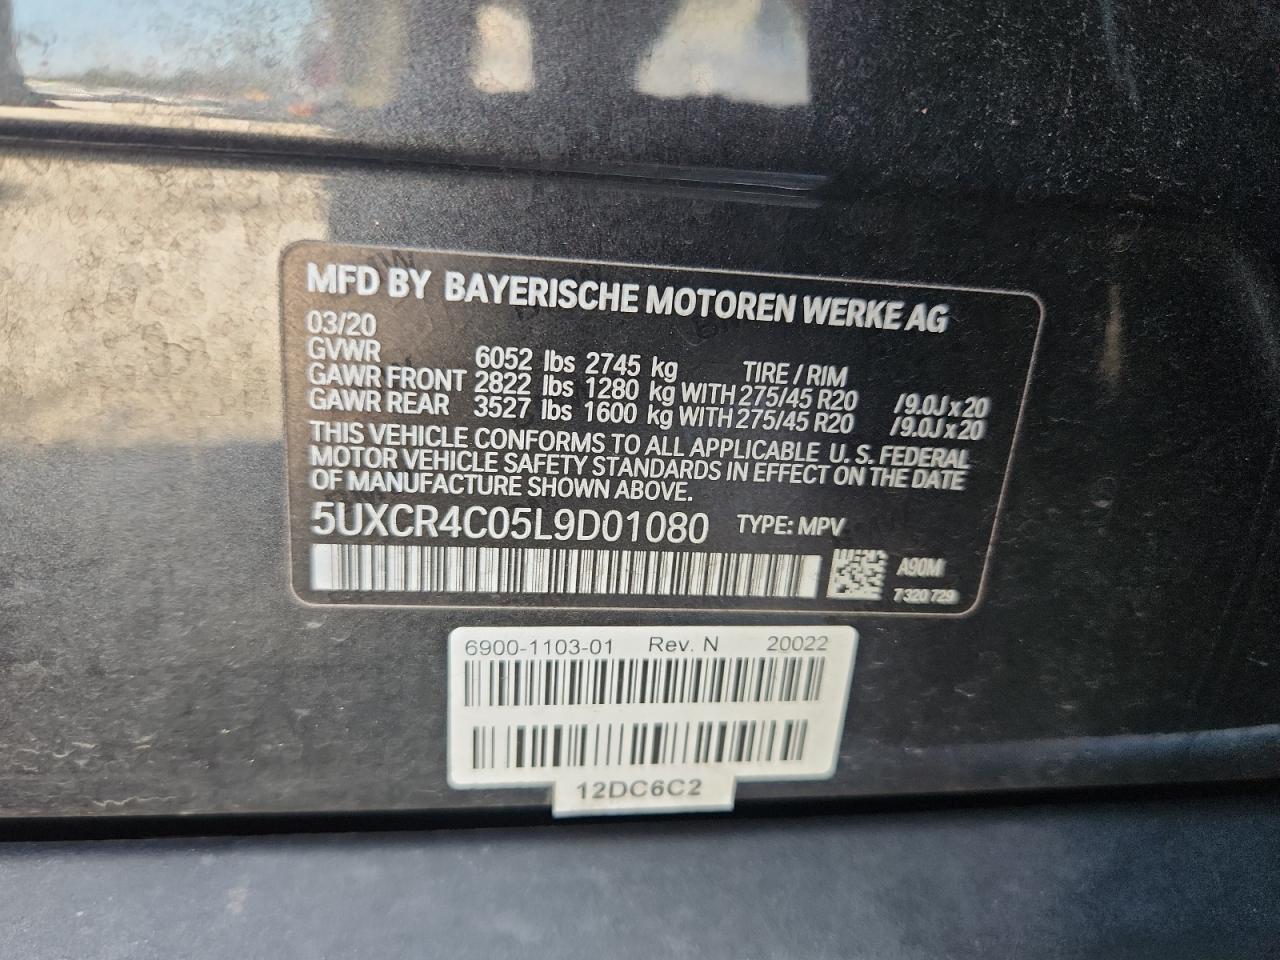 MFD BY BAYERISCHE MOTOREN WERKE AG
03/20
GVWR 6052 lbs 2745 kg TIRE / RIM
GAWR FRONT 2822 lbs 1280 kg WITH 275/45 R20 /9.0J x 20
GAWR REAR 3527 lbs 1600 kg WITH 275/45 R20 /9.0J x 20
THIS VEHICLE CONFORMS TO ALL APPLICABLE U. S. FEDERAL
MOTOR VEHICLE SAFETY STANDARDS IN EFFECT ON THE DATE
OF MANUFACTURE SHOWN ABOVE.
5UXCR4C05L9D01080 TYPE: MPV
A90M
7 320 729
6900-1103-01 Rev. N 20022
12DC6C2